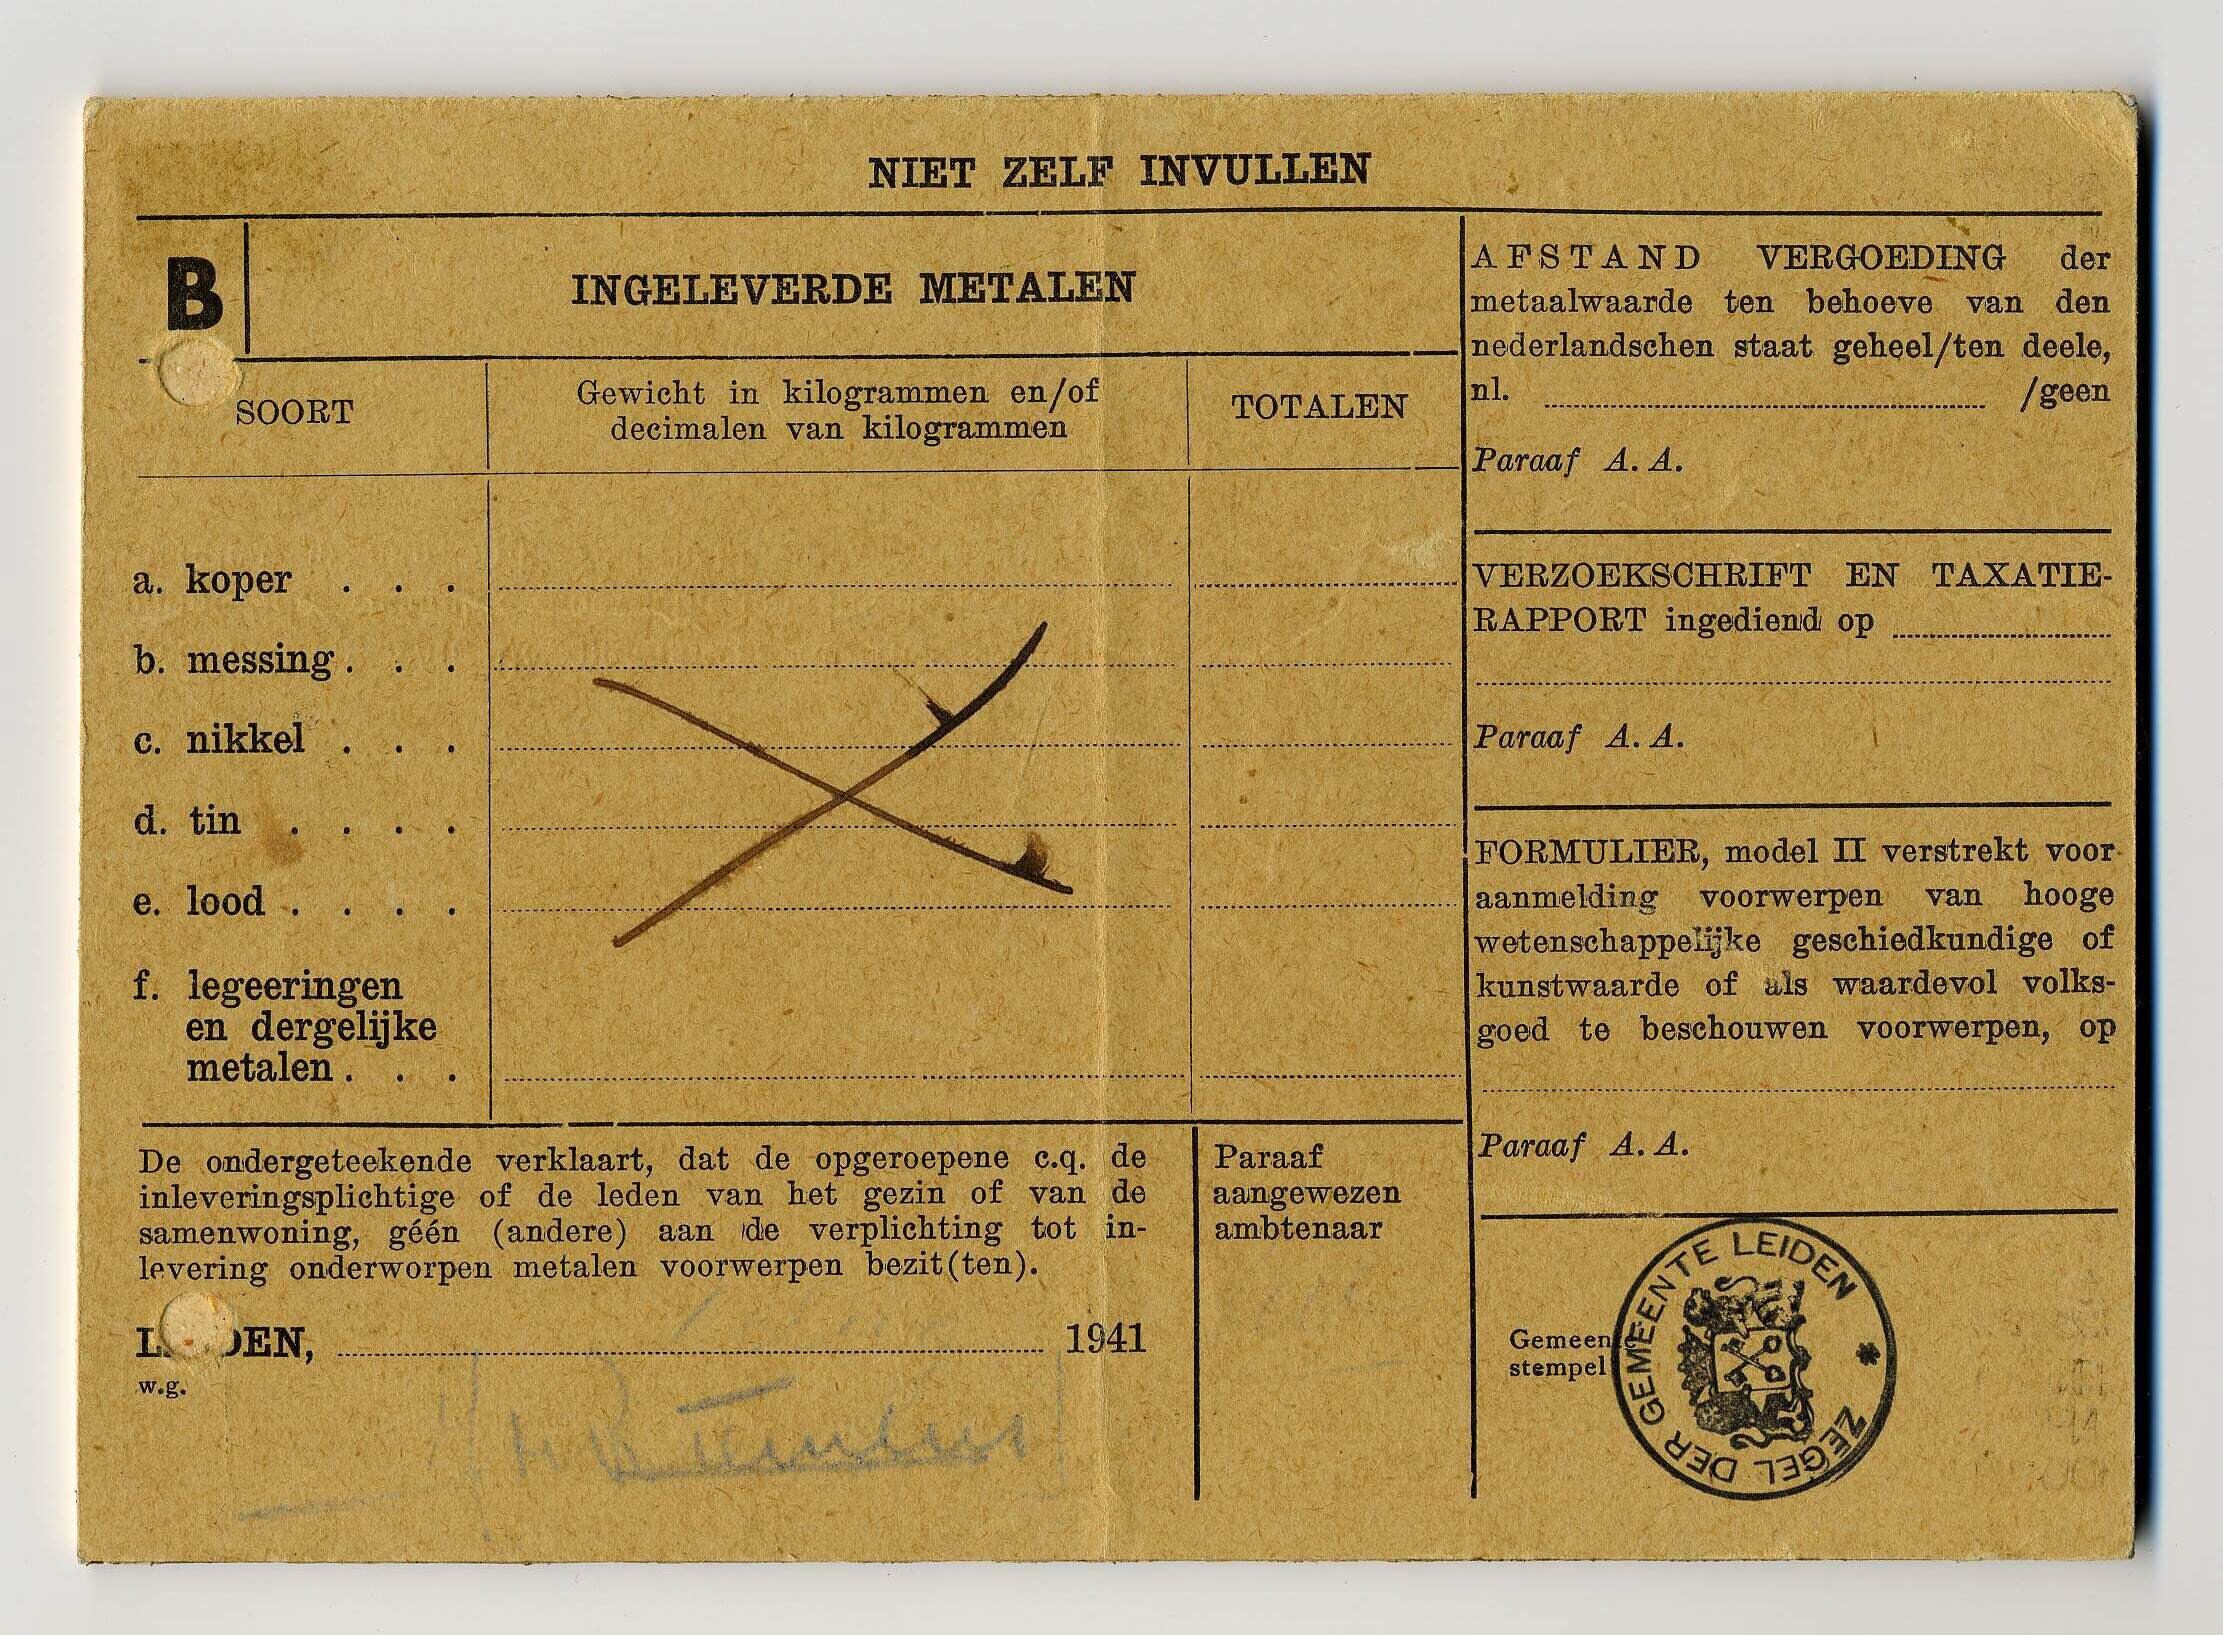 NIET ZELF INVULLEN
B
INGELEVERDE METALEN
SOORT
Gewicht in kilogrammen en/of
decimalen van kilogrammen
TOTALEN
a. koper . . .
b. messing . . .
c. nikkel . . .
d. tin . . . .
e. lood . . . .
f. legeeringen
en dergelijke
metalen . . .
De ondergeteekende verklaart, dat de opgeroepene c.q. de
inleveringsplichtige of de leden van het gezin of van de
samenwoning, géén (andere) aan de verplichting tot in-
levering onderworpen metalen voorwerpen bezit(ten).
L DEN, 1941
w.g.
Paraaf
aangewezen
ambtenaar
AFSTAND VERGOEDING der
metaalwaarde ten behoeve van den
nederlandschen staat geheel/ten deele,
nl. /geen
Paraaf A. A.
VERZOEKSCHRIFT EN TAXATIE-
RAPPORT ingediend op
Paraaf A. A.
FORMULIER, model II verstrekt voor
aanmelding voorwerpen van hooge
wetenschappelijke geschiedkundige of
kunstwaarde of als waardevol volks-
goed te beschouwen voorwerpen, op
Paraaf A. A.
Gemeente
stempel
ZEGEL DER GEMEENTE LEIDEN *